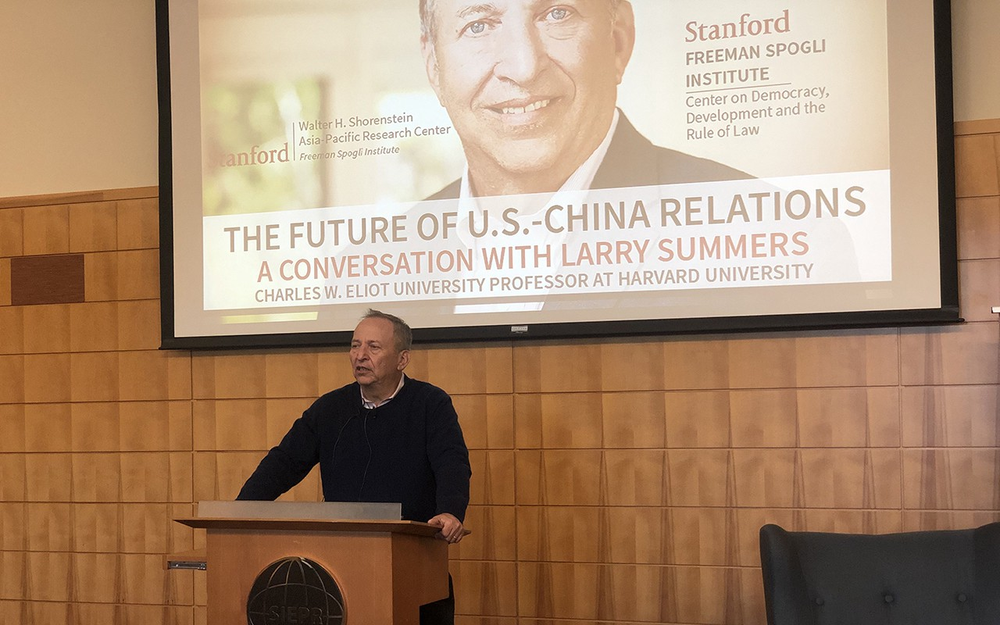 Stanford
FREEMAN SPOGLI
INSTITUTE
Center on Democracy,
Development and the
Rule of Law
Walter H. Shorenstein
Asia-Pacific Research Center
Stanford
Freeman Spogli Institute
THE FUTURE OF U.S.-CHINA RELATIONS
A CONVERSATION WITH LARRY SUMMERS
CHARLES W. ELIOT UNIVERSITY PROFESSOR AT HARVARD UNIVERSITY
SIEPR